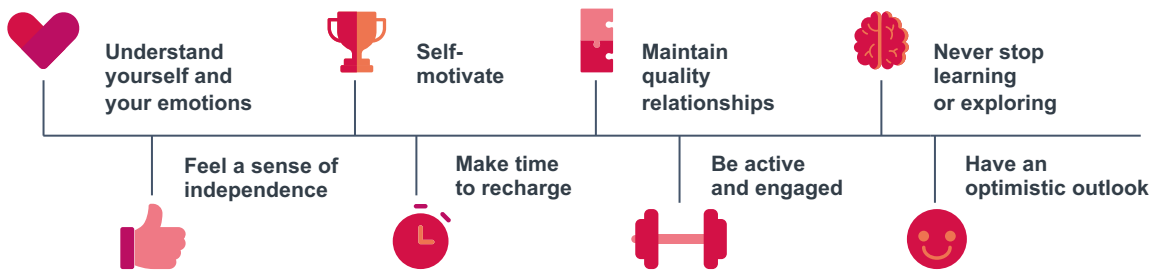 Understand
yourself and
your emotions
Feel a sense of
independence
Self-
motivate
Make time
to recharge
Maintain
quality
relationships
Be active
and engaged
Never stop
learning
or exploring
Have an
optimistic outlook